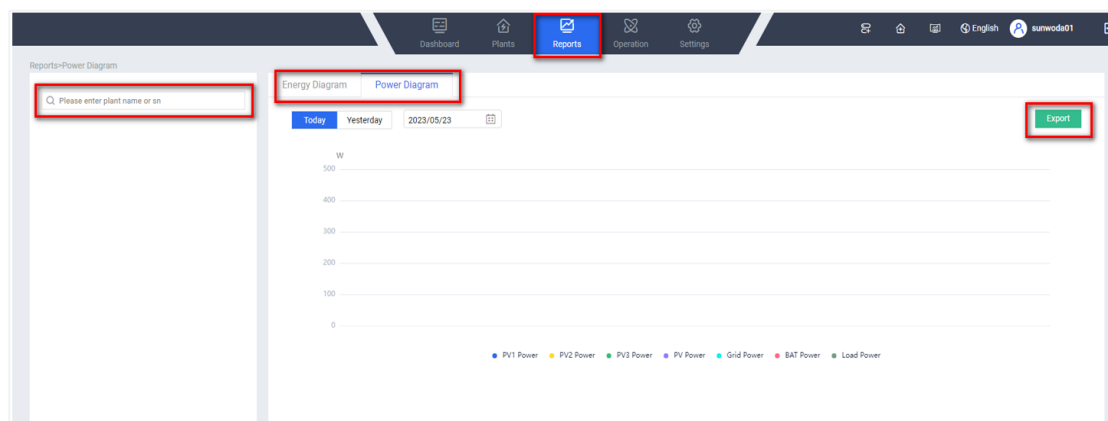 Dashboard Plants Reports Operation Settings English sunwoda01
Reports>Power Diagram
Please enter plant name or sn
Energy Diagram Power Diagram
Today Yesterday 2023/05/23 Export
W
500
400
300
200
100
0
PV1 Power PV2 Power PV3 Power PV Power Grid Power BAT Power Load Power